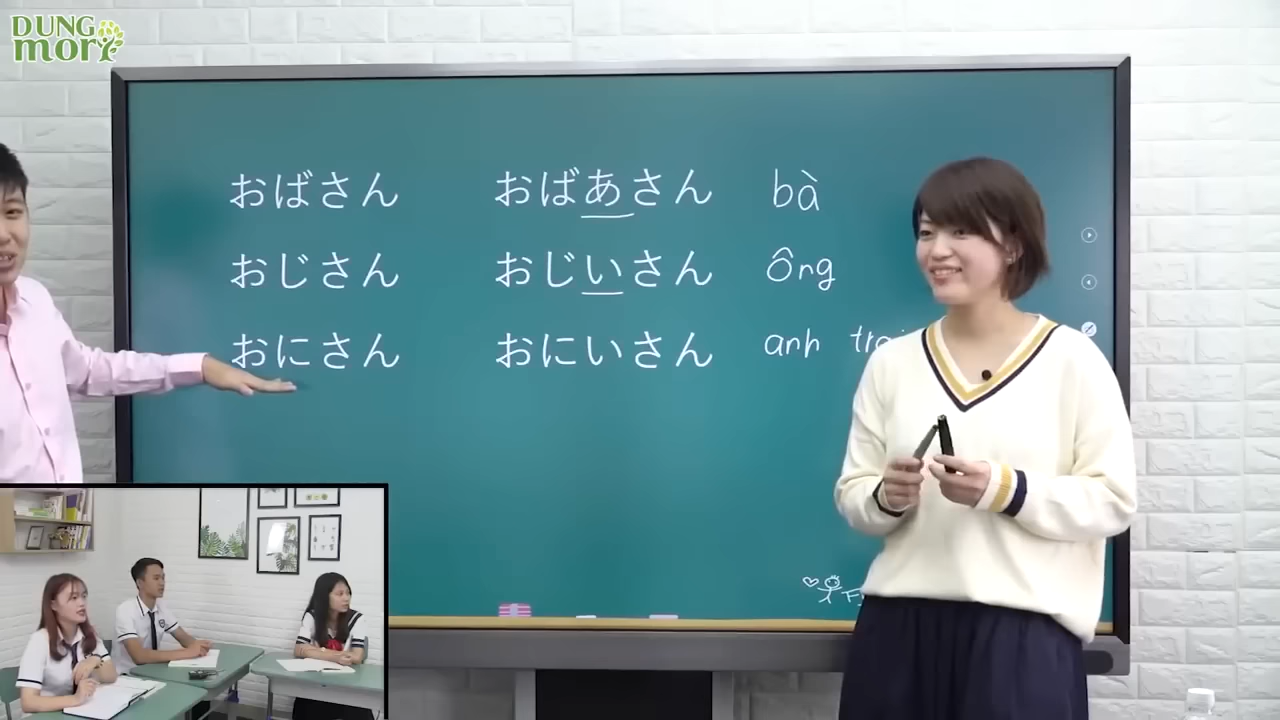 DUNG
mori
おばさん おばあさん bà
おじさん おじいさん ông
おにさん おにいさん anh